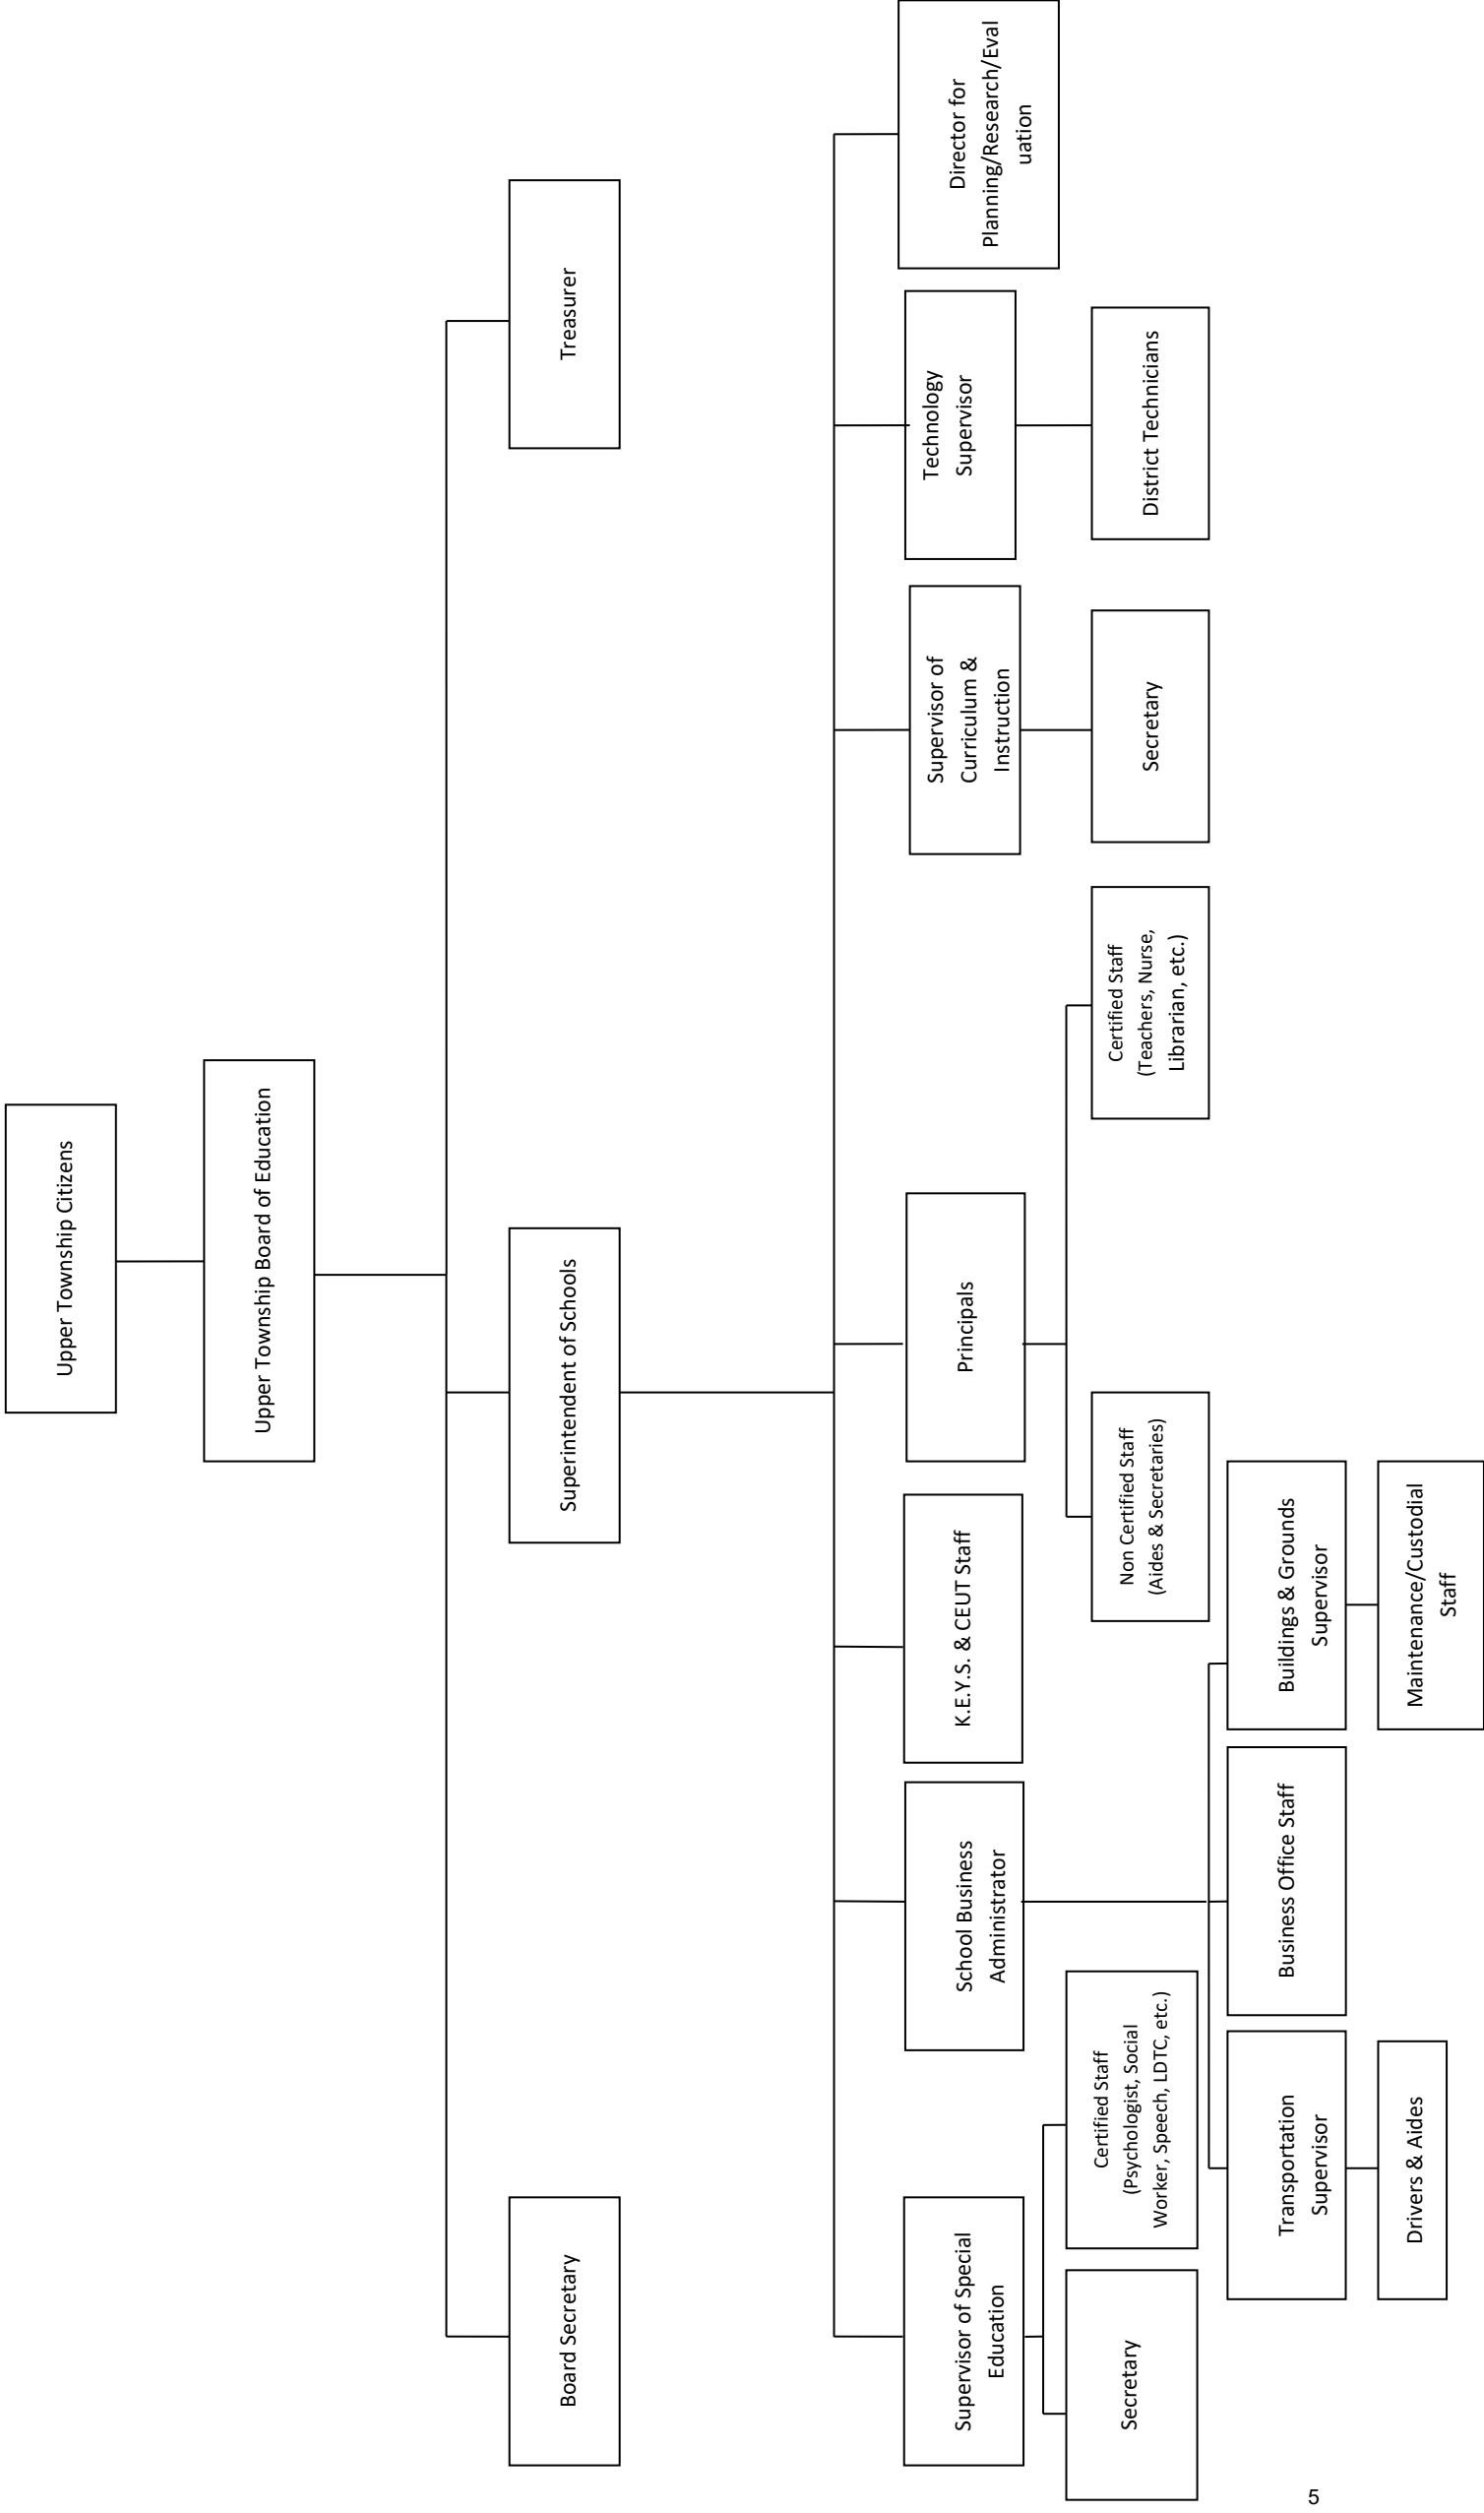 Upper Township Citizens
Upper Township Board of Education
Board Secretary
Superintendent of Schools
Treasurer
Supervisor of Special
Education
School Business
Administrator
K.E.Y.S. & CEUT Staff
Principals
Supervisor of
Curriculum &
Instruction
Technology
Supervisor
Director for
Planning/Research/Eval
uation
Secretary
Certified Staff
(Psychologist, Social
Worker, Speech, LDTC, etc.)
Non Certified Staff
(Aides & Secretaries)
Certified Staff
(Teachers, Nurse,
Librarian, etc.)
Secretary
District Technicians
Transportation
Supervisor
Business Office Staff
Buildings & Grounds
Supervisor
Drivers & Aides
Maintenance/Custodial
Staff
5